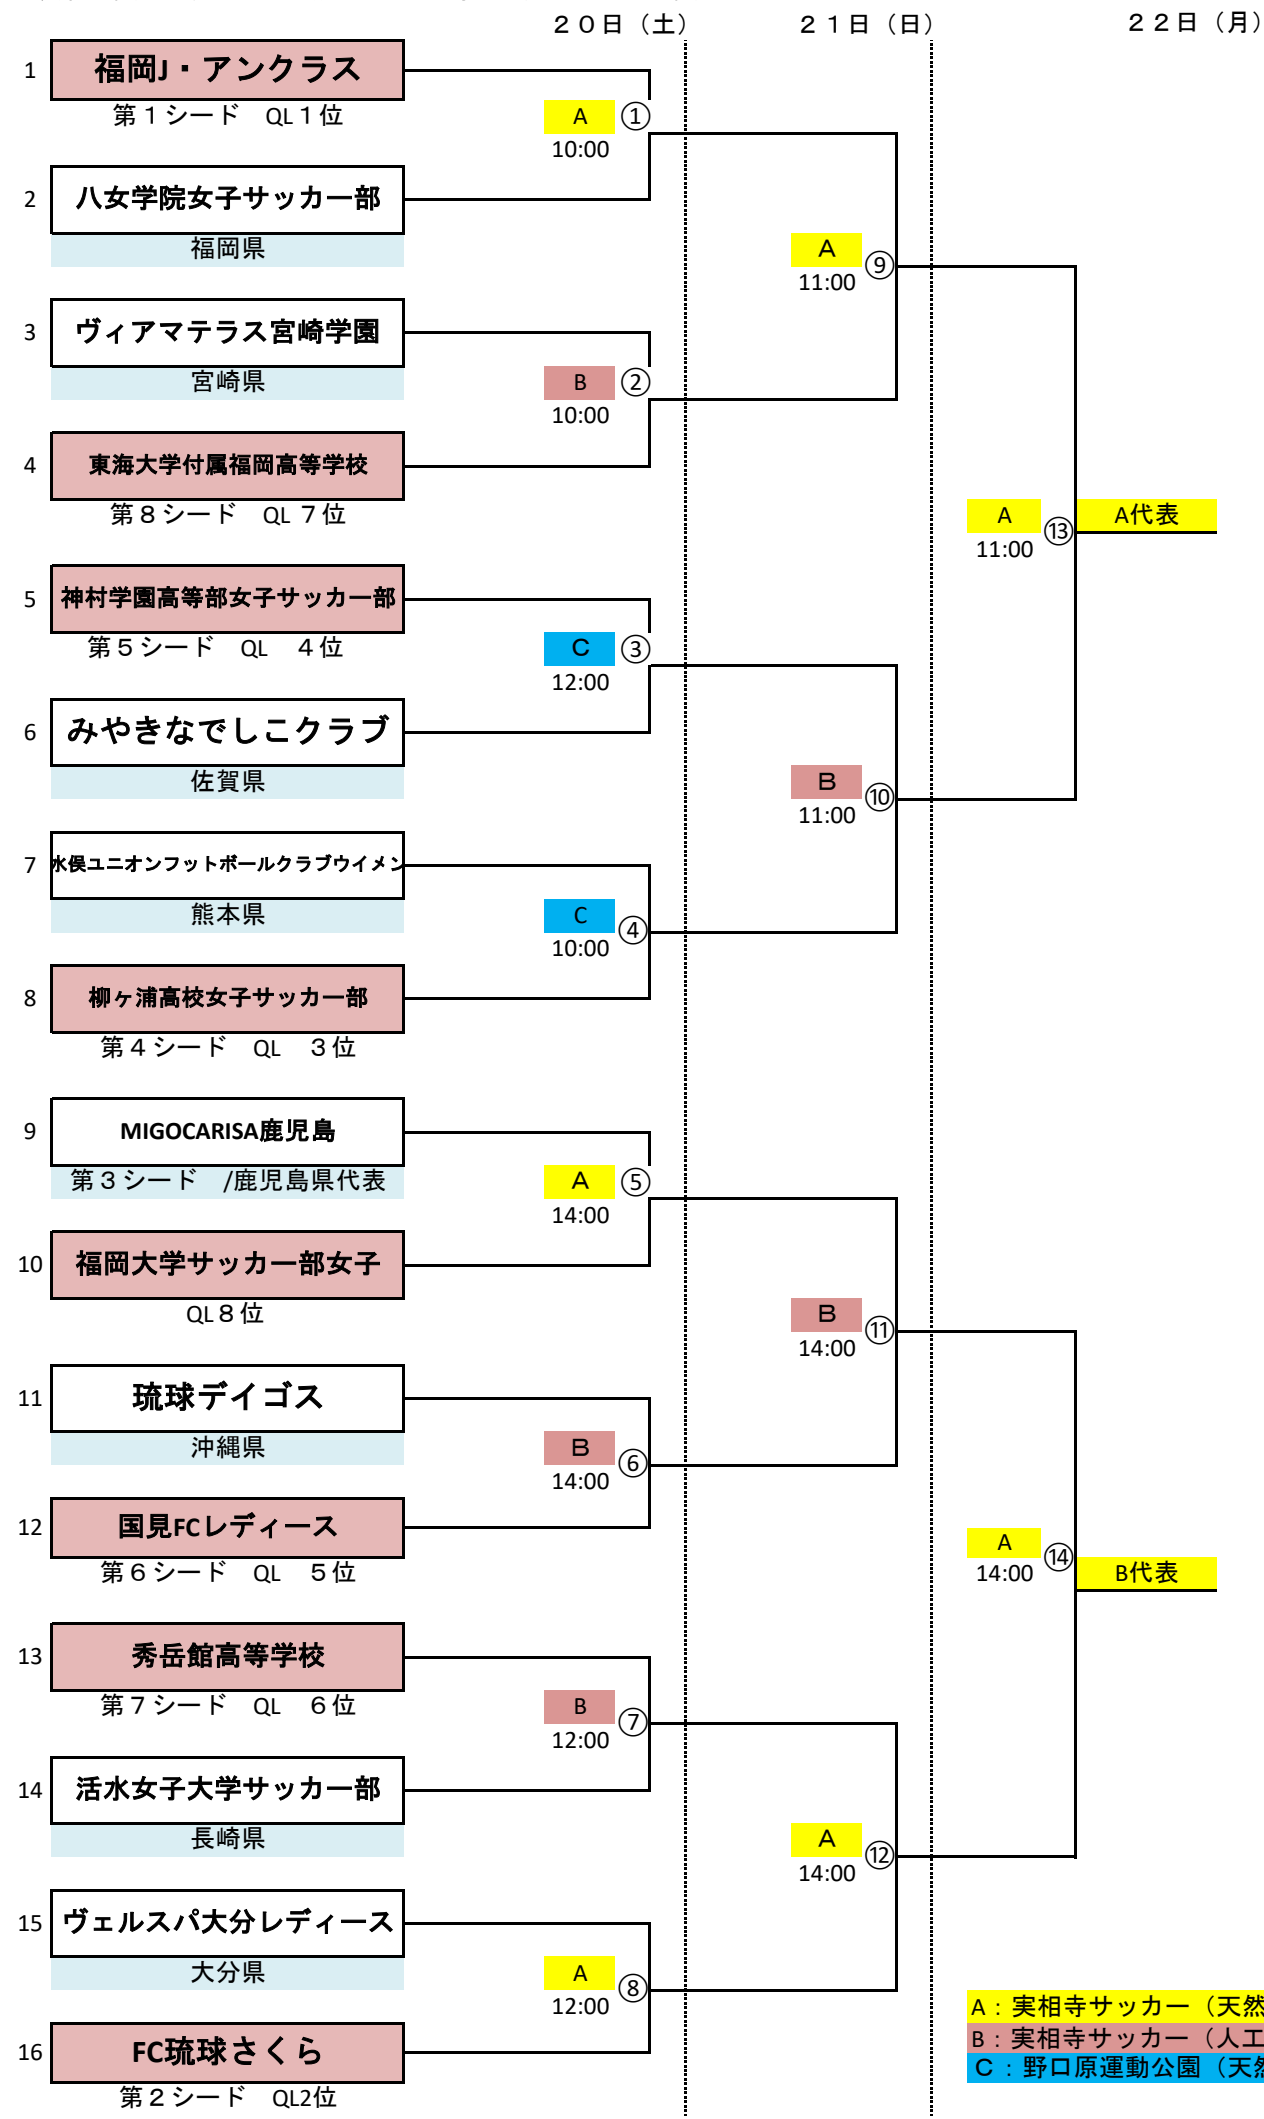 ２０日（土）　２１日（日）　２２日（月）
1　福岡J・アンクラス
第１シード　QL１位
A ①
10:00
2　八女学院女子サッカー部
福岡県
A ⑨
11:00
3　ヴィアマテラス宮崎学園
宮崎県
B ②
10:00
4　東海大学付属福岡高等学校
第８シード　QL７位
A ⑬ A代表
11:00
5　神村学園高等部女子サッカー部
第５シード　QL　４位
C ③
12:00
6　みやきなでしこクラブ
佐賀県
B ⑩
11:00
7　水俣ユニオンフットボールクラブウイメン
熊本県
C ④
10:00
8　柳ヶ浦高校女子サッカー部
第４シード　QL　３位
9　MIGOCARISA鹿児島
第３シード　/鹿児島県代表
A ⑤
14:00
10　福岡大学サッカー部女子
QL８位
B ⑪
14:00
11　琉球デイゴス
沖縄県
B ⑥
14:00
12　国見FCレディース
第６シード　QL　５位
A ⑭
14:00 B代表
13　秀岳館高等学校
第７シード　QL　６位
B ⑦
12:00
14　活水女子大学サッカー部
長崎県
A ⑫
14:00
15　ヴェルスパ大分レディース
大分県
A ⑧
12:00
16　FC琉球さくら
第２シード　QL2位
A：実相寺サッカー（天然
B：実相寺サッカー（人工
C：野口原運動公園（天